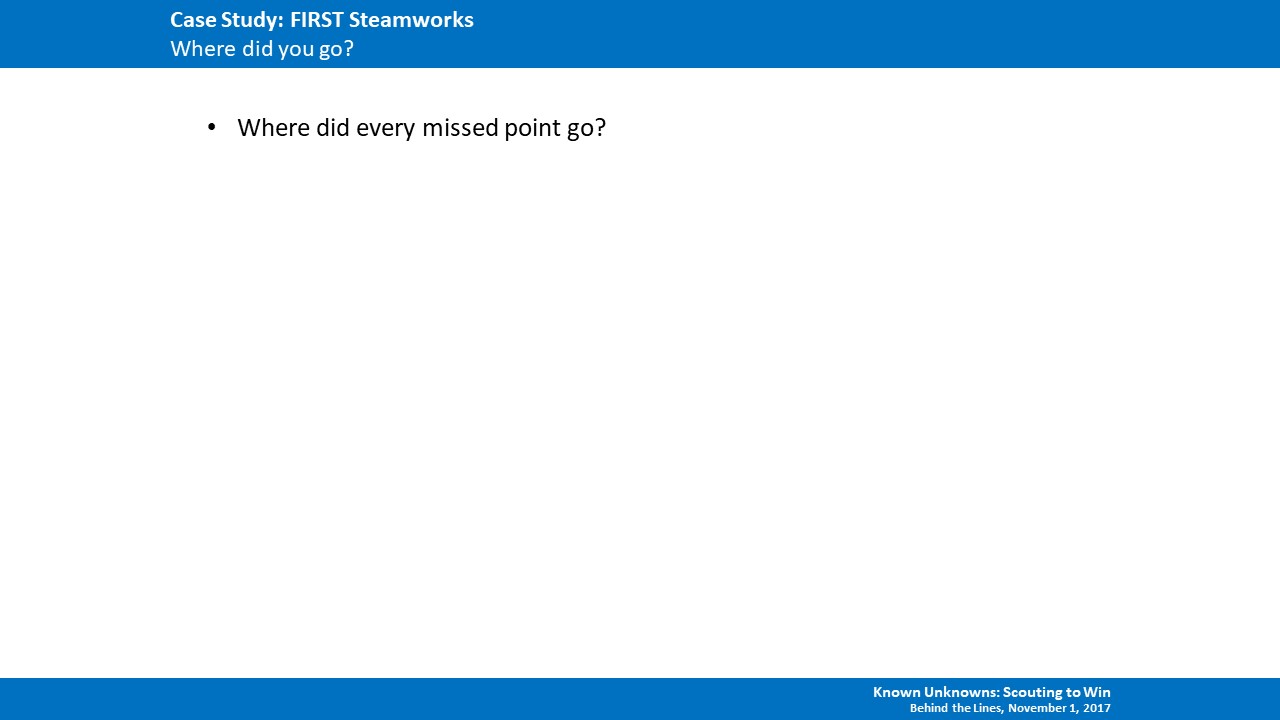 Case Study: FIRST Steamworks
Where did you go?
• Where did every missed point go?
Known Unknowns: Scouting to Win
Behind the Lines, November 1, 2017